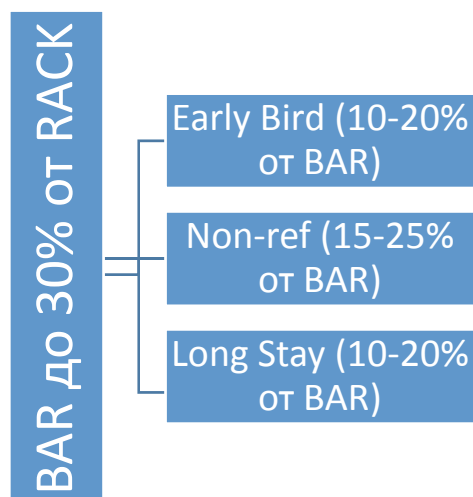 BAR до 30% от RACK
Early Bird (10-20%
от BAR)
Non-ref (15-25%
от BAR)
Long Stay (10-20%
от BAR)